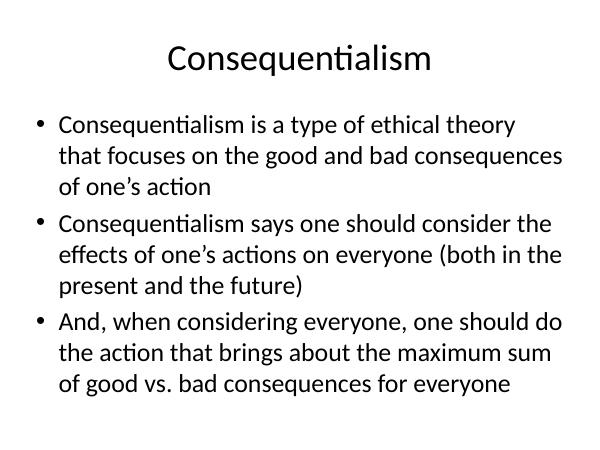 Consequentialism
• Consequentialism is a type of ethical theory
that focuses on the good and bad consequences
of one’s action
• Consequentialism says one should consider the
effects of one’s actions on everyone (both in the
present and the future)
• And, when considering everyone, one should do
the action that brings about the maximum sum
of good vs. bad consequences for everyone